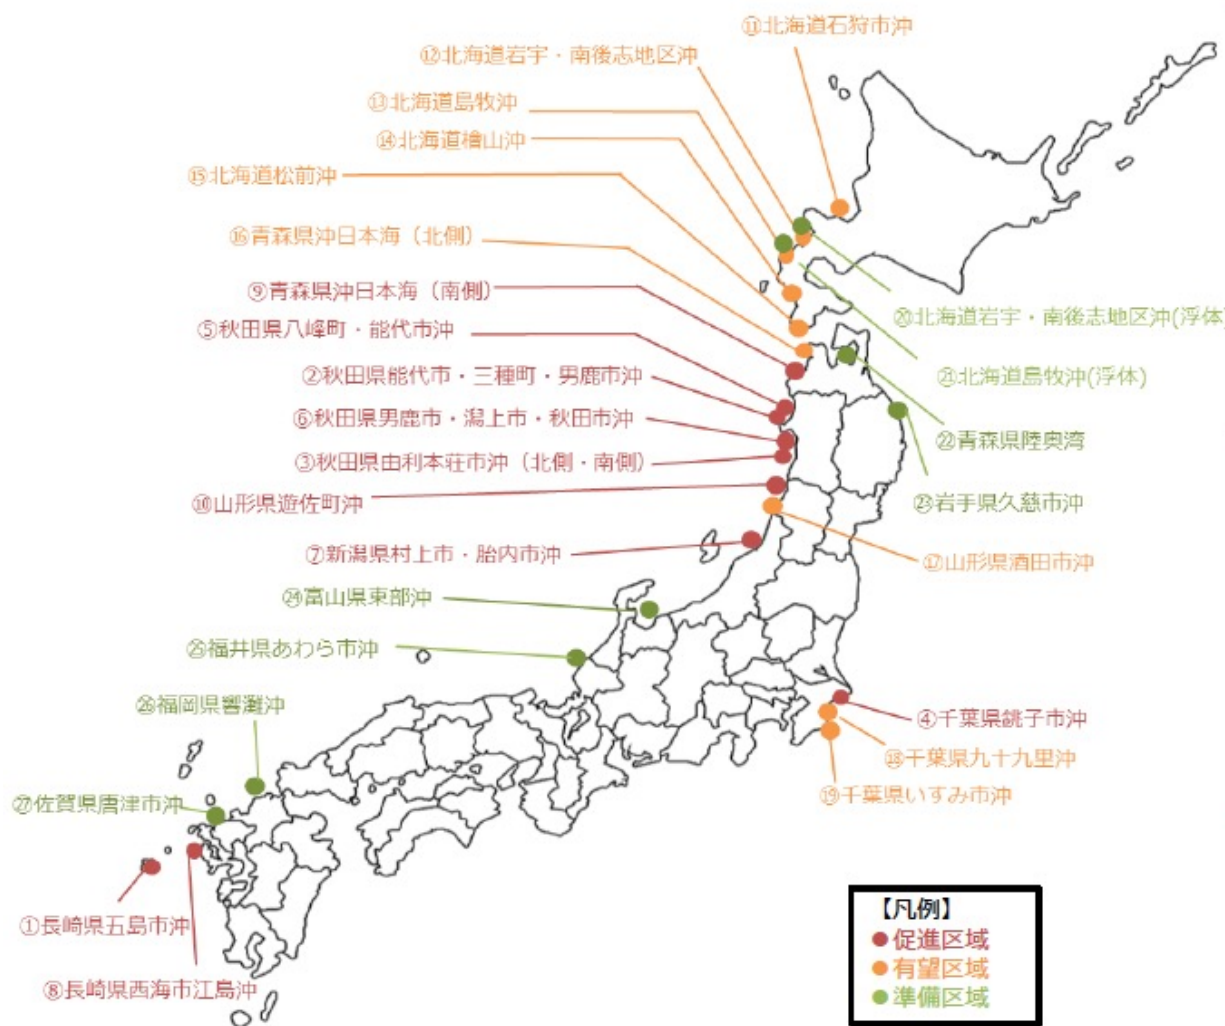 ⑪北海道石狩市沖
⑫北海道岩宇・南後志地区沖
⑬北海道島牧沖
⑭北海道檜山沖
⑮北海道松前沖
⑯青森県沖日本海（北側）
⑨青森県沖日本海（南側）
⑤秋田県八峰町・能代市沖
②秋田県能代市・三種町・男鹿市沖
⑥秋田県男鹿市・潟上市・秋田市沖
③秋田県由利本荘市沖（北側・南側）
⑩山形県遊佐町沖
⑦新潟県村上市・胎内市沖
㉔富山県東部沖
㉕福井県あわら市沖
㉖福岡県響灘沖
㉗佐賀県唐津市沖
①長崎県五島市沖
⑧長崎県西海市江島沖
⑳北海道岩宇・南後志地区沖(浮体)
㉑北海道島牧沖(浮体)
㉒青森県陸奥湾
㉓岩手県久慈市沖
⑰山形県酒田市沖
④千葉県銚子市沖
⑱千葉県九十九里沖
⑲千葉県いすみ市沖
【凡例】
●促進区域
●有望区域
●準備区域